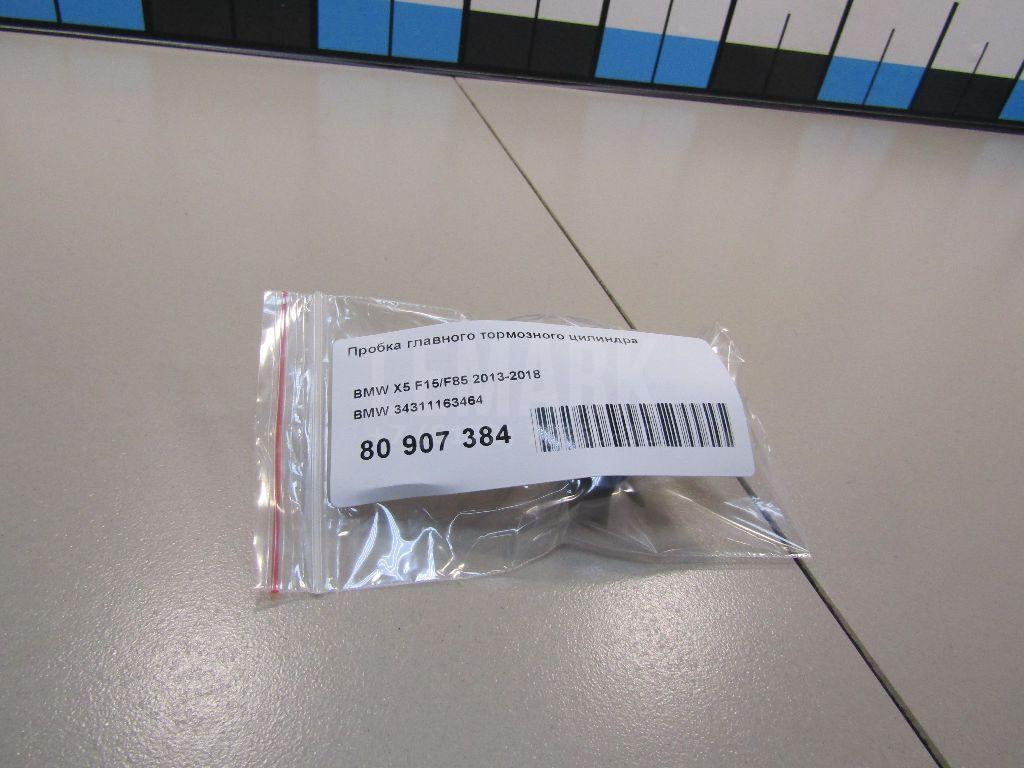 Пробка главного тормозного цилиндра
BMW X5 F15/F85 2013-2018
BMW 34311163464
80 907 384